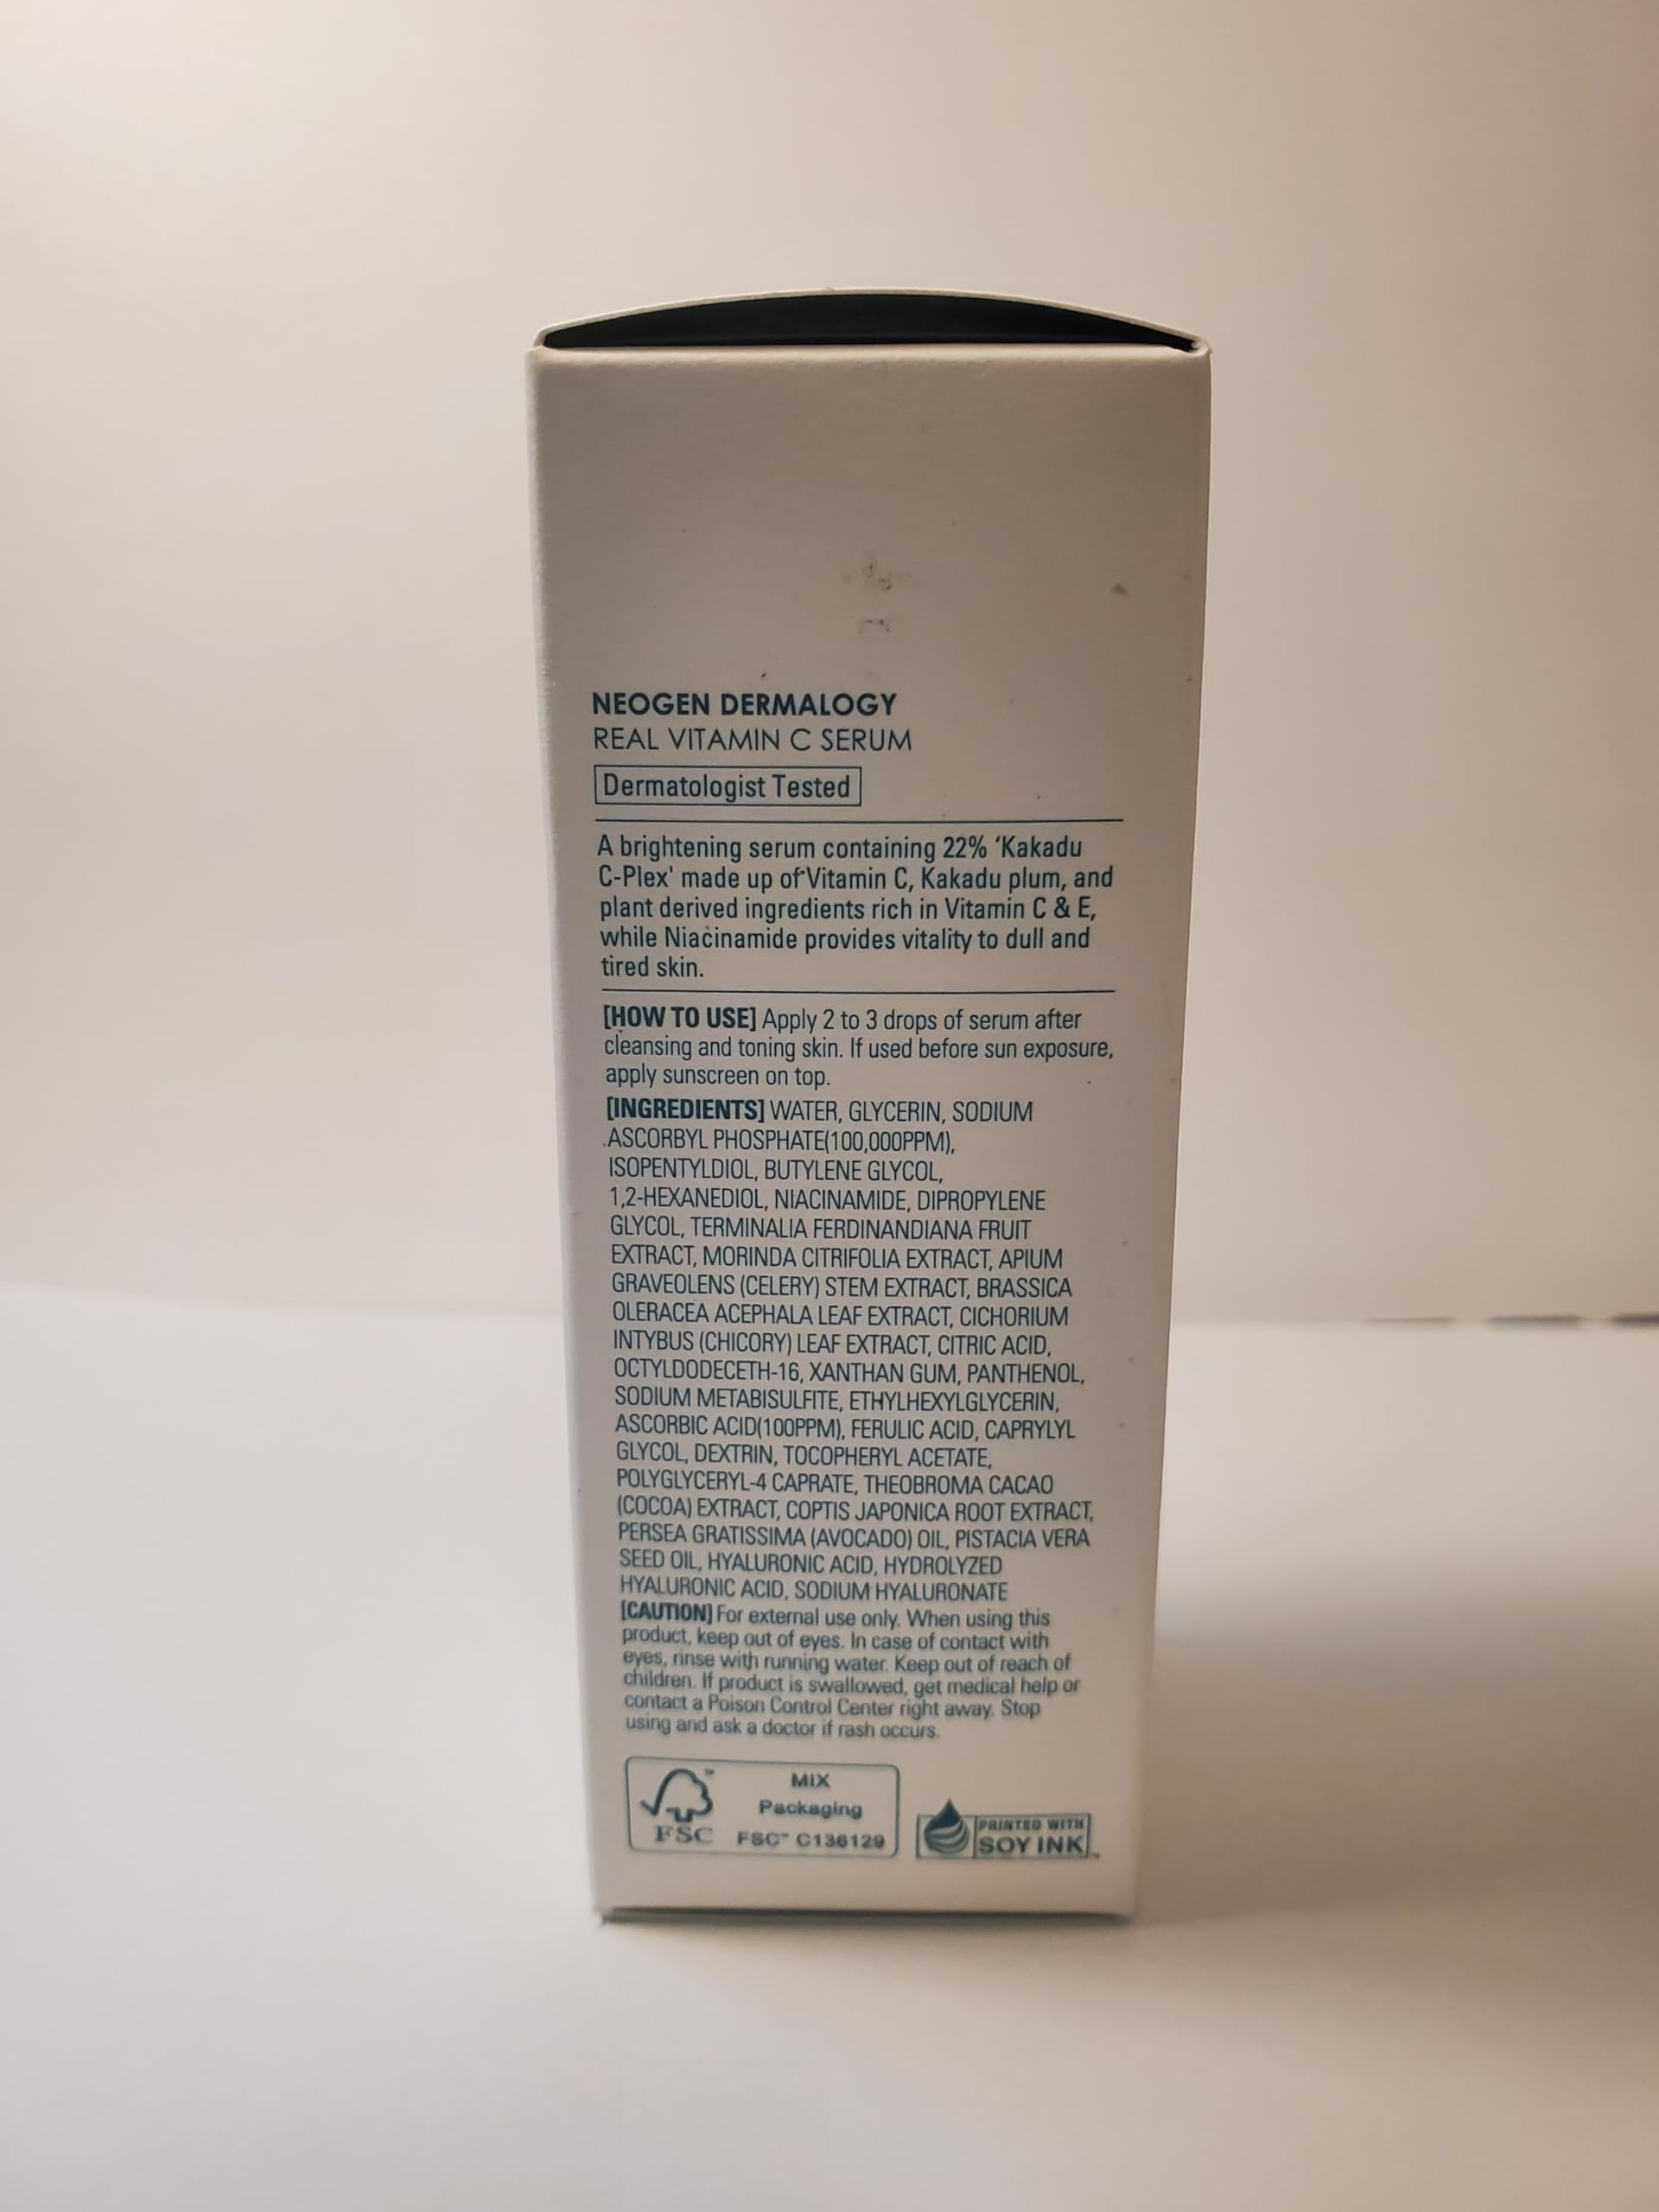 NEOGEN DERMALOGY
REAL VITAMIN C SERUM
Dermatologist Tested
A brightening serum containing 22% ‘Kakadu
C-Plex' made up of Vitamin C, Kakadu plum, and
plant derived ingredients rich in Vitamin C & E,
while Niacinamide provides vitality to dull and
tired skin.
[HOW TO USE] Apply 2 to 3 drops of serum after
cleansing and toning skin. If used before sun exposure,
apply sunscreen on top.
[INGREDIENTS] WATER, GLYCERIN, SODIUM
ASCORBYL PHOSPHATE(100,000PPM),
ISOPENTYLDIOL, BUTYLENE GLYCOL,
1,2-HEXANEDIOL, NIACINAMIDE, DIPROPYLENE
GLYCOL, TERMINALIA FERDINANDIANA FRUIT
EXTRACT, MORINDA CITRIFOLIA EXTRACT, APIUM
GRAVEOLENS (CELERY) STEM EXTRACT, BRASSICA
OLERACEA ACEPHALA LEAF EXTRACT, CICHORIUM
INTYBUS (CHICORY) LEAF EXTRACT, CITRIC ACID,
OCTYLDODECETH-16, XANTHAN GUM, PANTHENOL,
SODIUM METABISULFITE, ETHYLHEXYLGLYCERIN,
ASCORBIC ACID(100PPM), FERULIC ACID, CAPRYLYL
GLYCOL, DEXTRIN, TOCOPHERYL ACETATE,
POLYGLYCERYL-4 CAPRATE, THEOBROMA CACAO
(COCOA) EXTRACT, COPTIS JAPONICA ROOT EXTRACT,
PERSEA GRATISSIMA (AVOCADO) OIL, PISTACIA VERA
SEED OIL, HYALURONIC ACID, HYDROLYZED
HYALURONIC ACID, SODIUM HYALURONATE
[CAUTION] For external use only. When using this
product, keep out of eyes. In case of contact with
eyes, rinse with running water. Keep out of reach of
children. If product is swallowed, get medical help or
contact a Poison Control Center right away. Stop
using and ask a doctor if rash occurs.
FSC
MIX
Packaging
FSC™ C136129
PRINTED WITH
SOY INK™